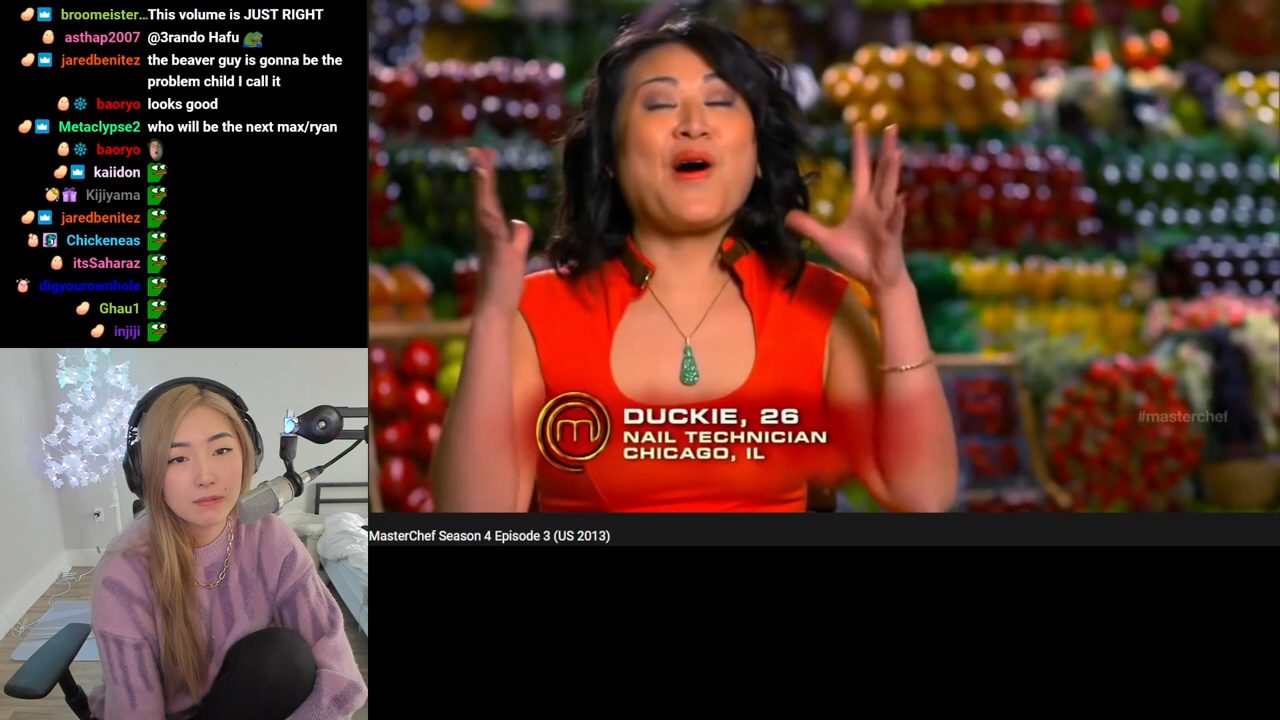 broomeister... This volume is JUST RIGHT
asthap2007 @3rando Hafu
jaredbenitez the beaver guy is gonna be the
problem child I call it
baoryo looks good
Metaclypse2 who will be the next max/ryan
baoryo
kaiidon
Kijiyama
jaredbenitez
Chickeneas
itsSaharaz
digyourownhole
Ghau1
injiji
DUCKIE, 26
NAIL TECHNICIAN
CHICAGO, IL
#masterchef
MasterChef Season 4 Episode 3 (US 2013)